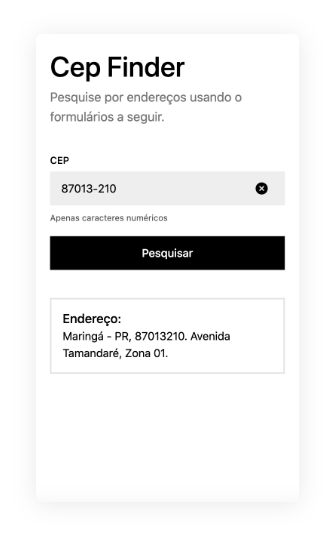 Cep Finder
Pesquise por endereços usando o
formulários a seguir.
CEP
87013-210
Apenas caracteres numéricos
Pesquisar
Endereço:
Maringá - PR, 87013210. Avenida
Tamandaré, Zona 01.